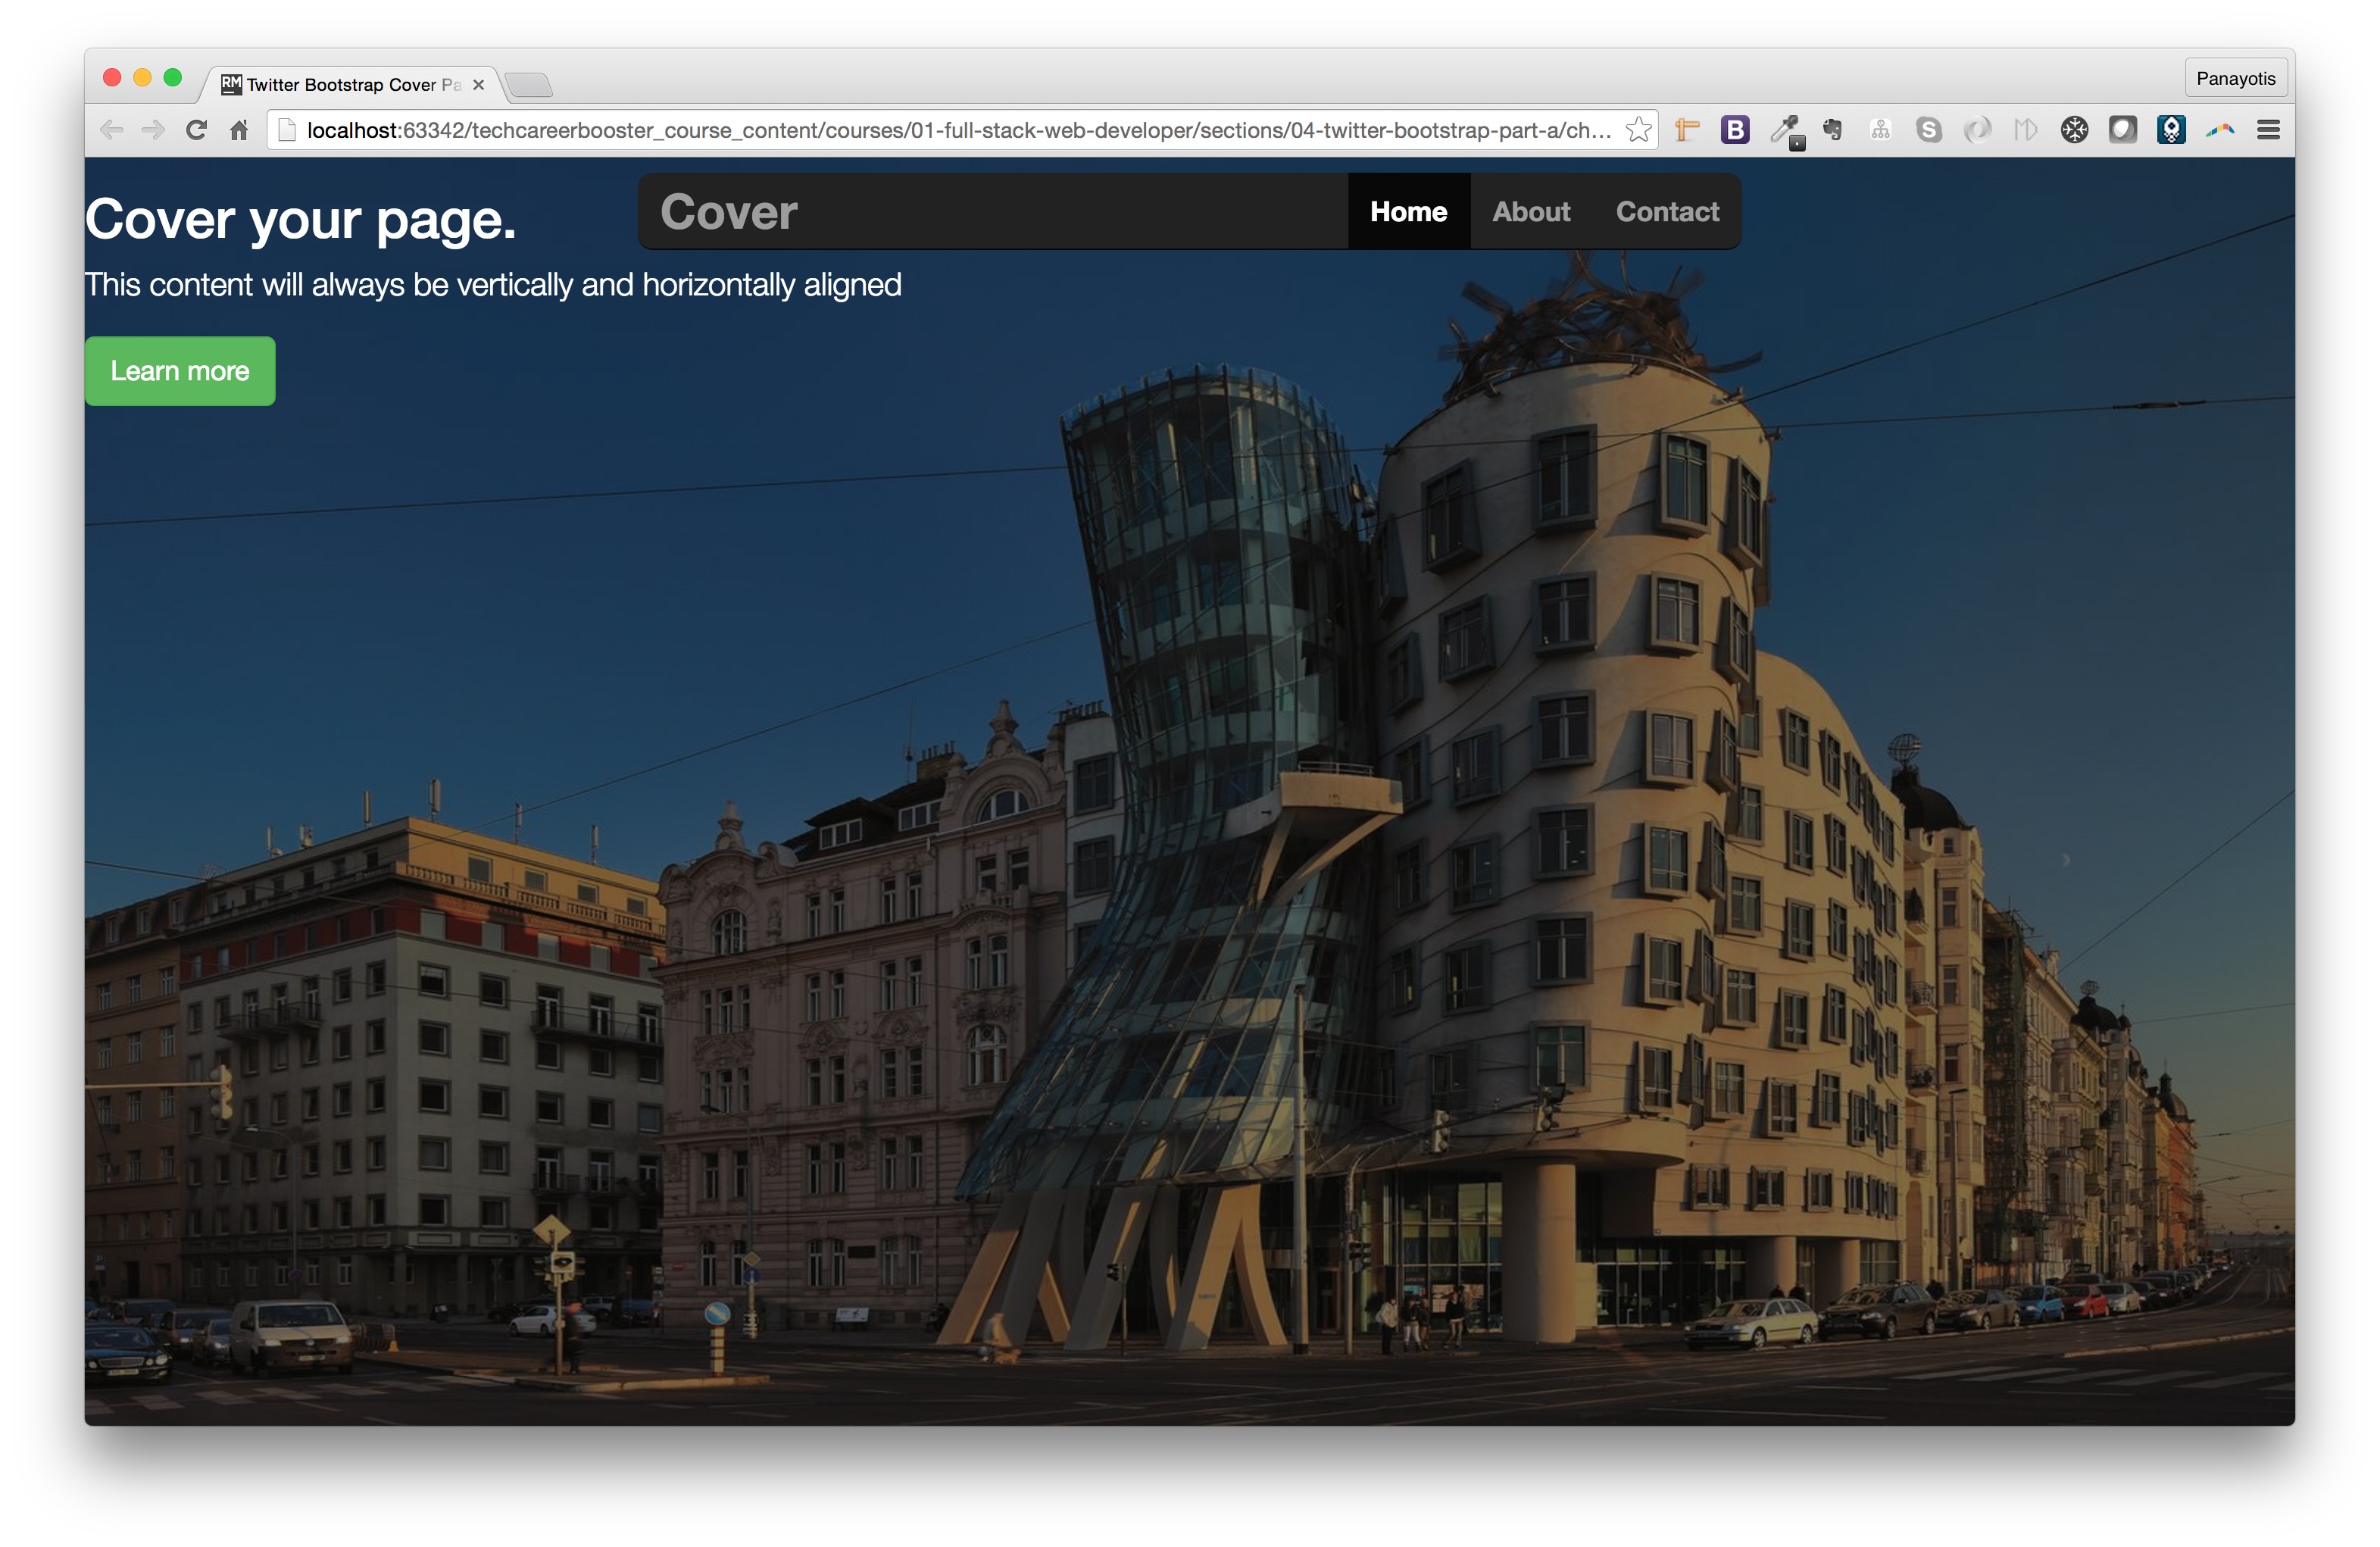 RM Twitter Bootstrap Cover Pa
Panayotis
localhost:63342/techcareerbooster_course_content/courses/01-full-stack-web-developer/sections/04-twitter-bootstrap-part-a/ch...
Cover Home About Contact
Cover your page.
This content will always be vertically and horizontally aligned
Learn more